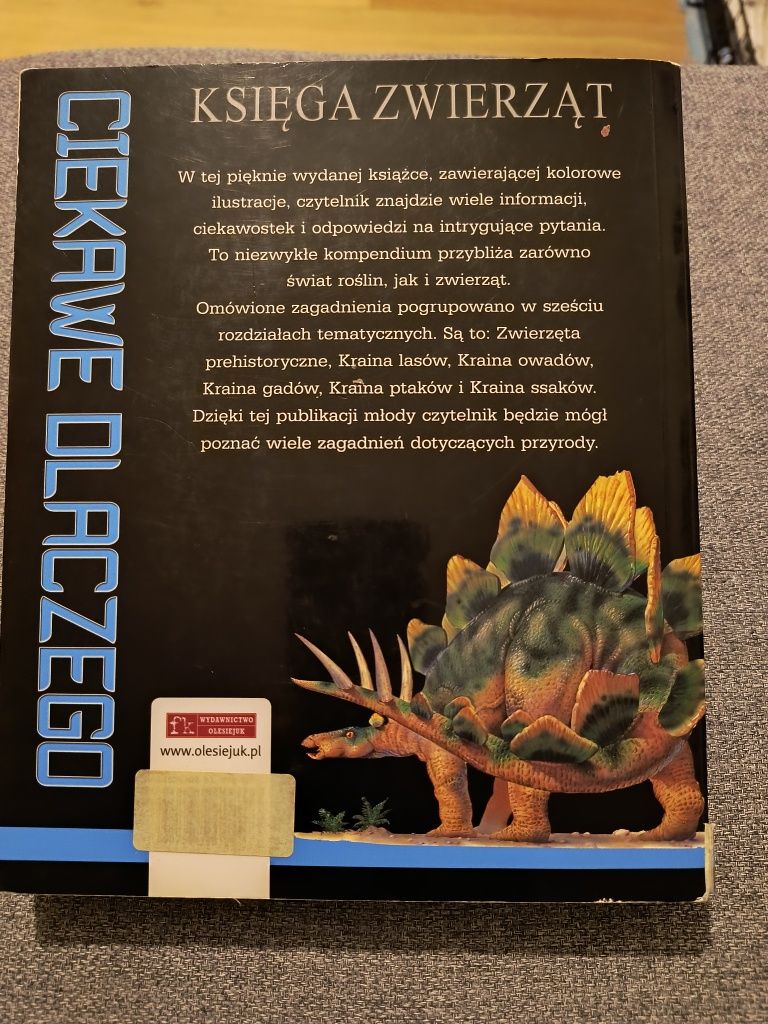 KSIĘGA ZWIERZĄT
CIEKAWE DLACZEGO
W tej pięknie wydanej książce, zawierającej kolorowe
ilustracje, czytelnik znajdzie wiele informacji,
ciekawostek i odpowiedzi na intrygujące pytania.
To niezwykłe kompendium przybliża zarówno
świat roślin, jak i zwierząt.
Omówione zagadnienia pogrupowano w sześciu
rozdziałach tematycznych. Są to: Zwierzęta
prehistoryczne, Kraina lasów, Kraina owadów,
Kraina gadów, Kraina ptaków i Kraina ssaków.
Dzięki tej publikacji młody czytelnik będzie mógł
poznać wiele zagadnień dotyczących przyrody.
fk WYDAWNICTWO
OLESIEJUK
www.olesiejuk.pl